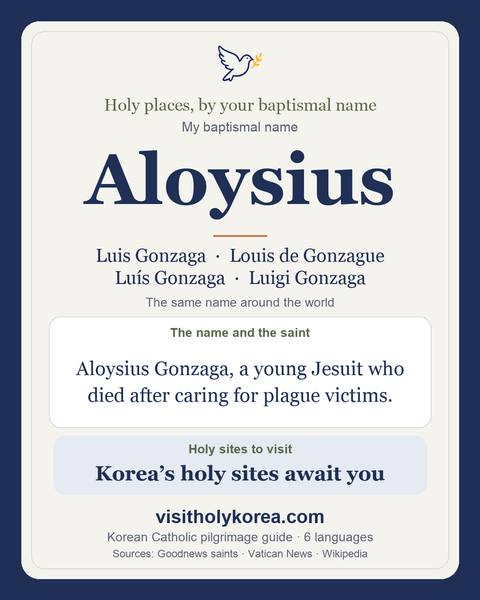 Holy places, by your baptismal name
My baptismal name
Aloysius
Luis Gonzaga · Louis de Gonzague
Luís Gonzaga · Luigi Gonzaga
The same name around the world
The name and the saint
Aloysius Gonzaga, a young Jesuit who
died after caring for plague victims.
Holy sites to visit
Korea’s holy sites await you
visitholykorea.com
Korean Catholic pilgrimage guide · 6 languages
Sources: Goodnews saints · Vatican News · Wikipedia